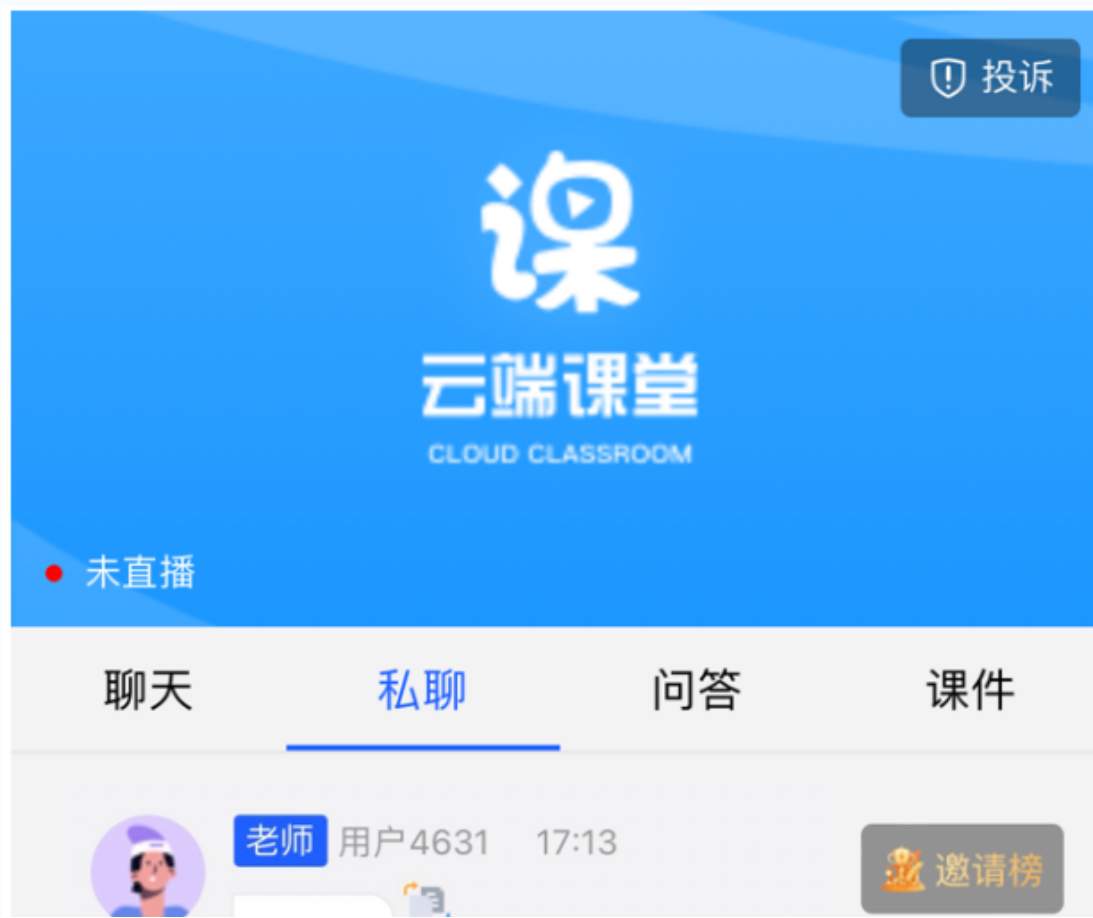 投诉
课
云端课堂
CLOUD CLASSROOM
未直播
聊天 私聊 问答 课件
老师 用户4631 17:13
邀请榜